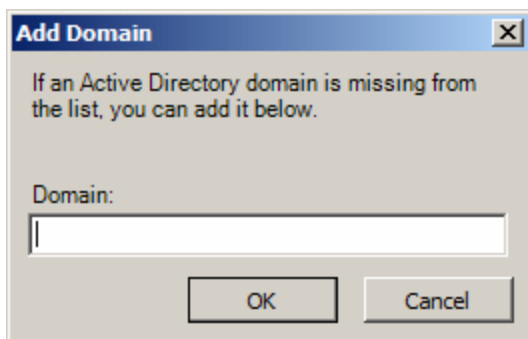 Add Domain
If an Active Directory domain is missing from
the list, you can add it below.
Domain:
OK
Cancel